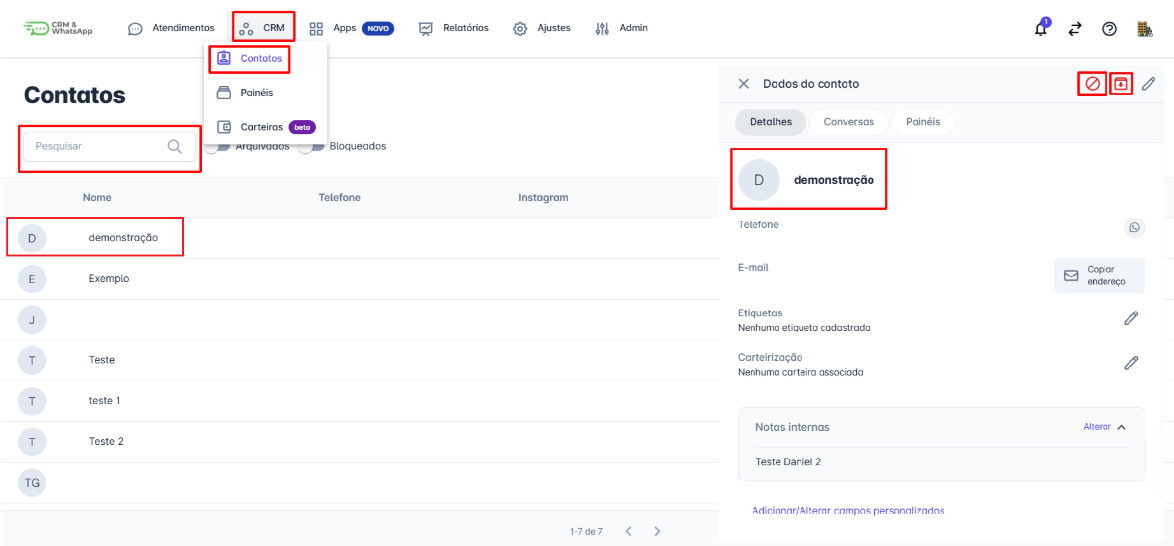 CRM &
WhatsApp
Atendimentos
CRM
Apps NOVO
Relatórios
Ajustes
Admin
1
Contatos
Painéis
Carteiras beta
Contatos
Pesquisar
Arquivados
Bloqueados
Nome Telefone Instagram
D demonstração
E Exemplo
J
T Teste
T teste 1
T Teste 2
TG
1-7 de 7
Dados do contato
Detalhes Conversas Painéis
D demonstração
Telefone
E-mail
Copiar
endereço
Etiquetas
Nenhuma etiqueta cadastrada
Carteirização
Nenhuma carteira associada
Notas internas Alterar
Teste Daniel 2
Adicionar/Alterar campos personalizados